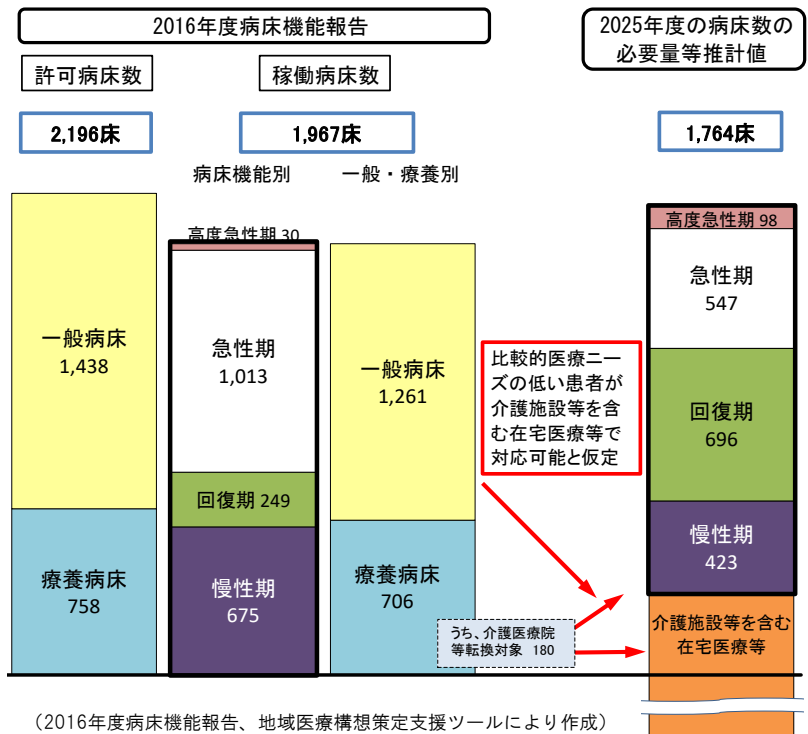 2016年度病床機能報告
2025年度の病床数の
必要量等推計値
許可病床数
稼働病床数
2,196床
1,967床
1,764床
病床機能別
一般・療養別
高度急性期 30
高度急性期 98
急性期
547
一般病床
1,438
急性期
1,013
一般病床
1,261
比較的医療ニー
ズの低い患者が
介護施設等を含
む在宅医療等で
対応可能と仮定
回復期
696
回復期 249
慢性期
423
療養病床
758
慢性期
675
療養病床
706
うち、介護医療院
等転換対象 180
介護施設等を含む
在宅医療等
（2016年度病床機能報告、地域医療構想策定支援ツールにより作成）